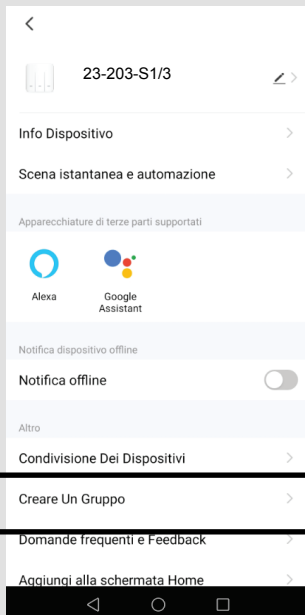 23-203-S1/3
Info Dispositivo
Scena istantanea e automazione
Apparecchiature di terze parti supportati
Alexa
Google
Assistant
Notifica dispositivo offline
Notifica offline
Altro
Condivisione Dei Dispositivi
Creare Un Gruppo
Domande frequenti e Feedback
Aggiungi alla schermata Home